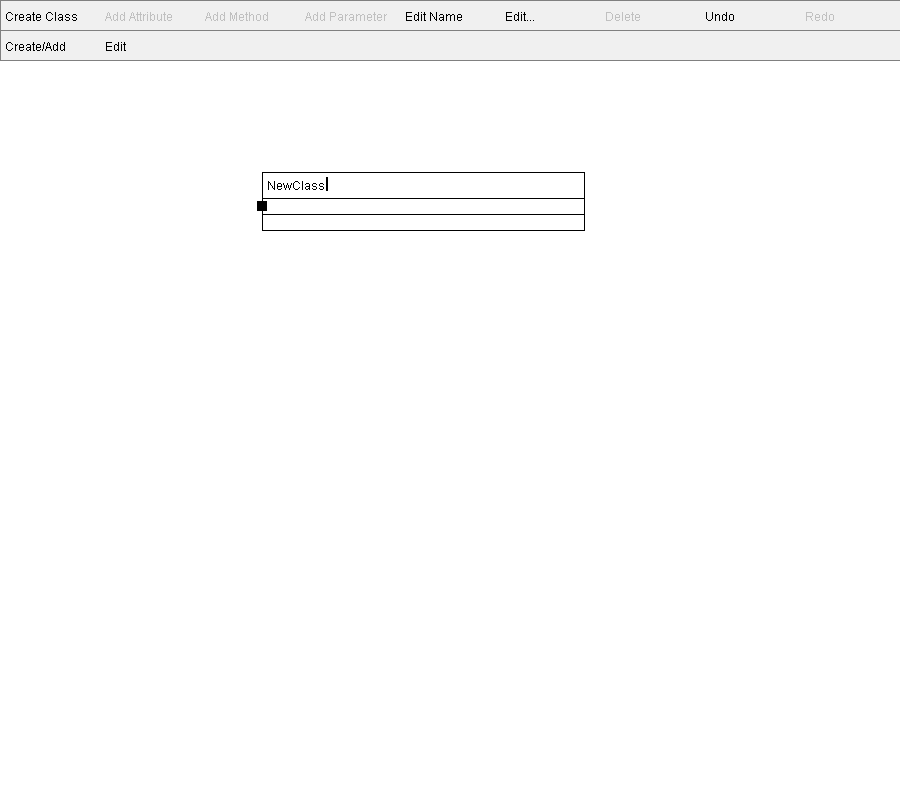 Create Class Add Attribute Add Method Add Parameter Edit Name Edit... Delete Undo Redo
Create/Add Edit
NewClass